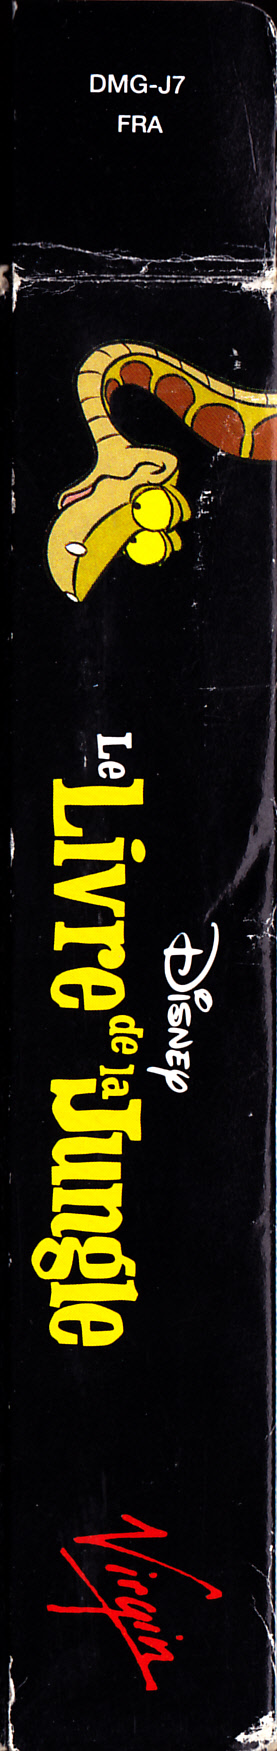 DMG-J7
FRA
DISNEY
Le Livre de la Jungle
Virgin